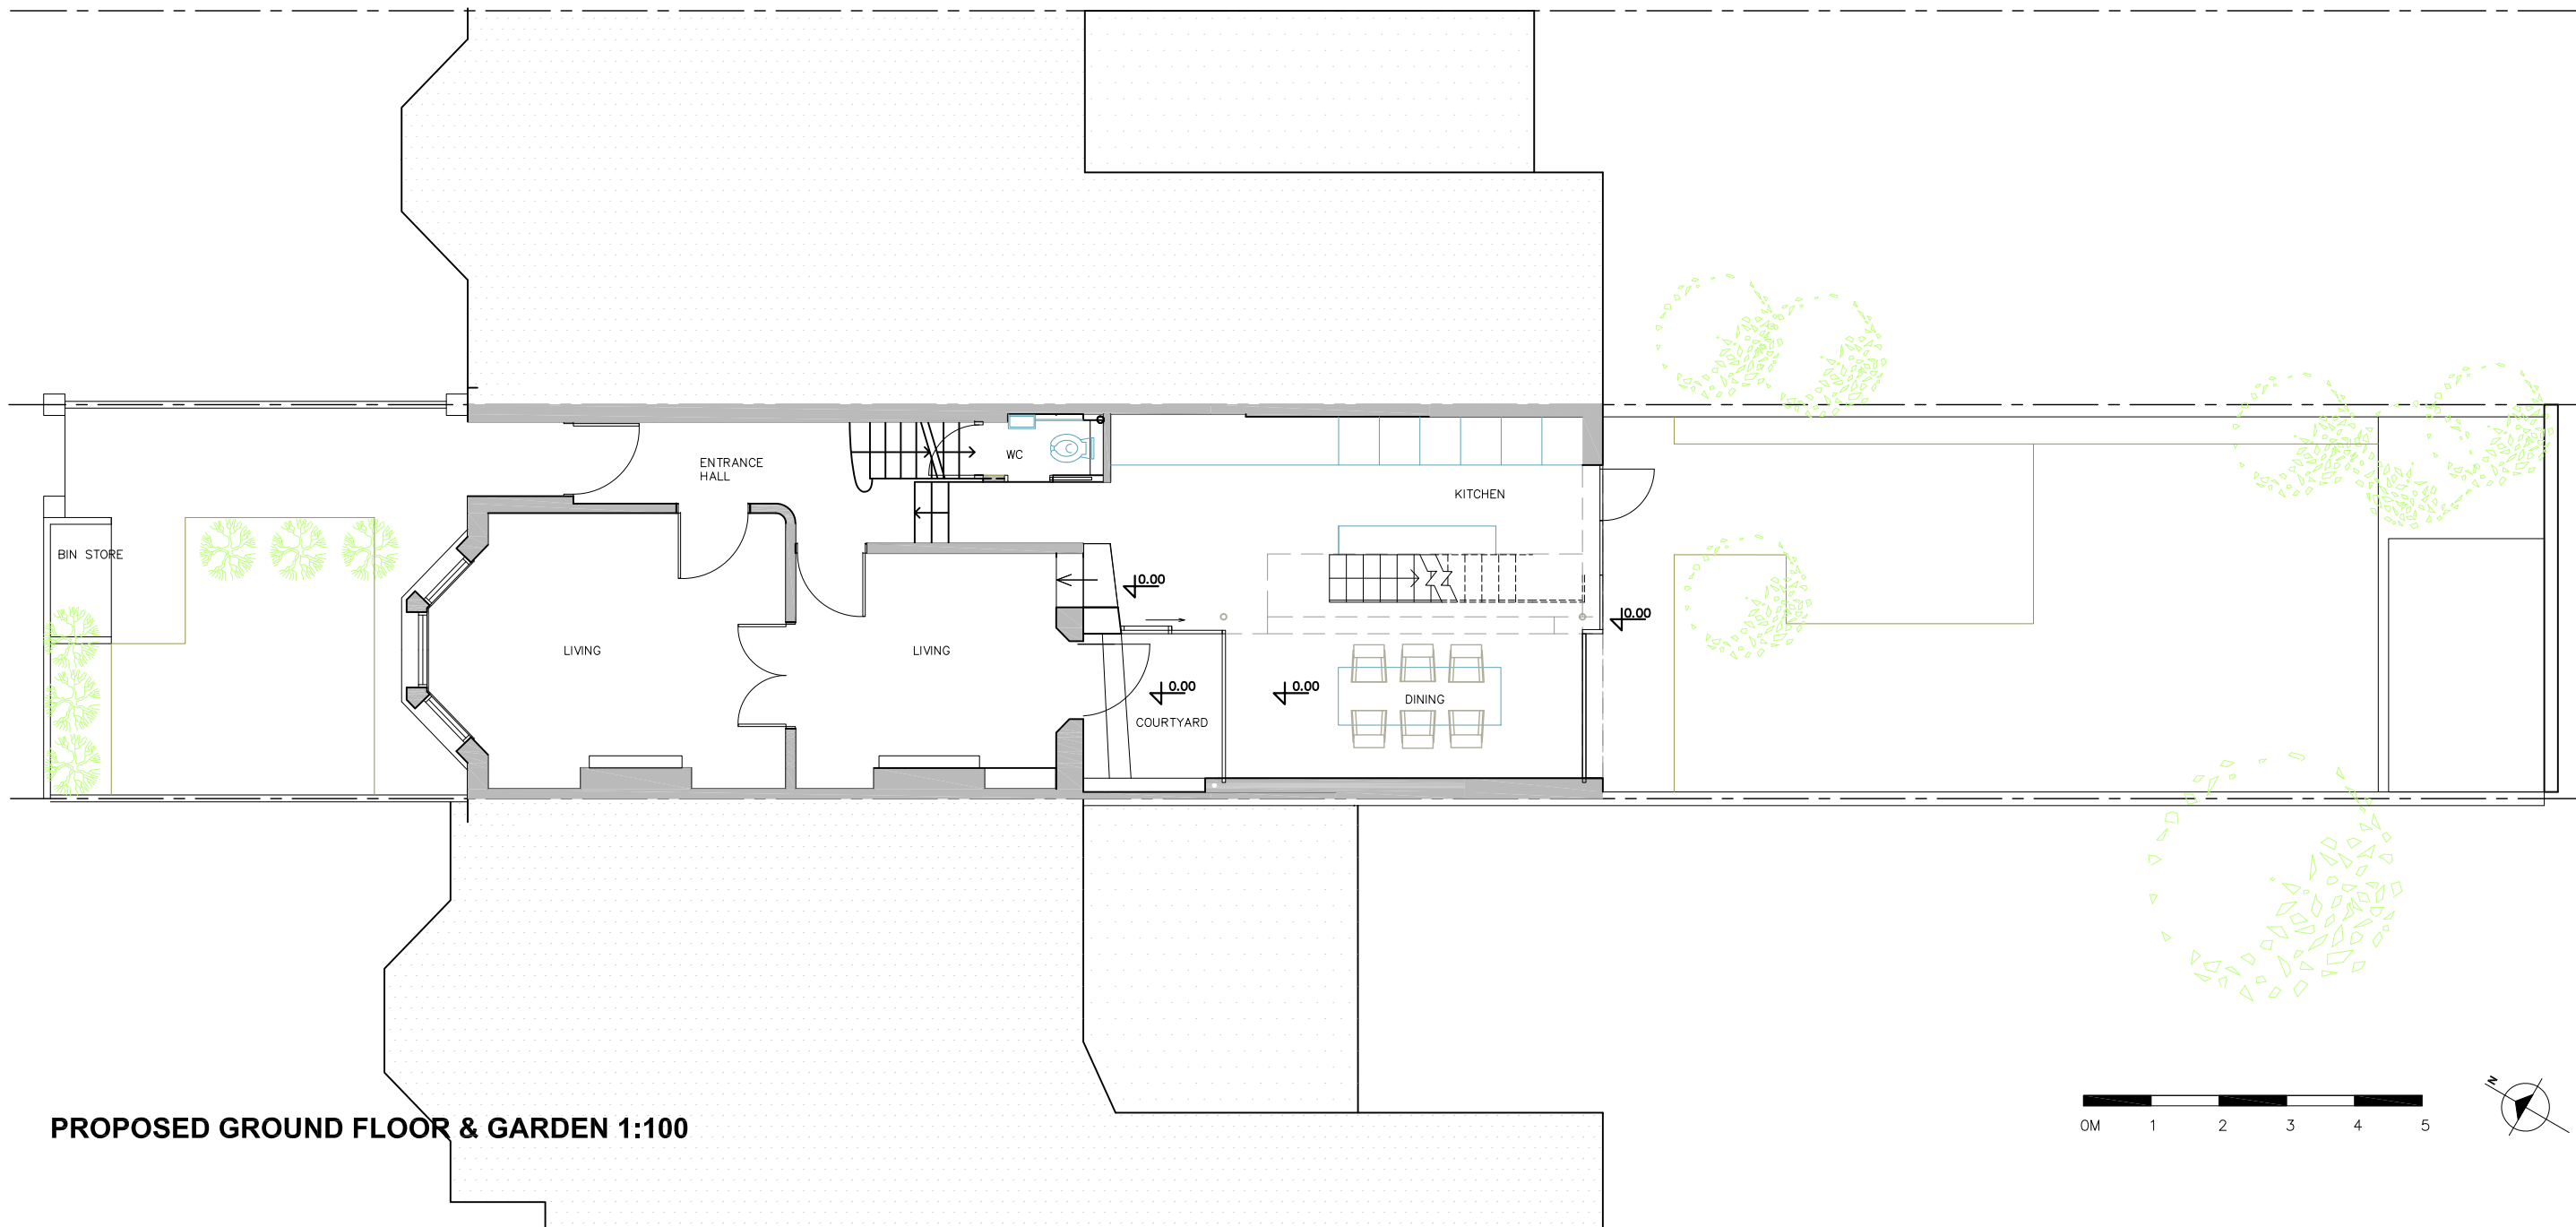 ENTRANCE
HALL
WC
KITCHEN
BIN STORE
0.00
0.00
LIVING
LIVING
0.00
0.00
DINING
COURTYARD
N
PROPOSED GROUND FLOOR & GARDEN 1:100
0M 1 2 3 4 5